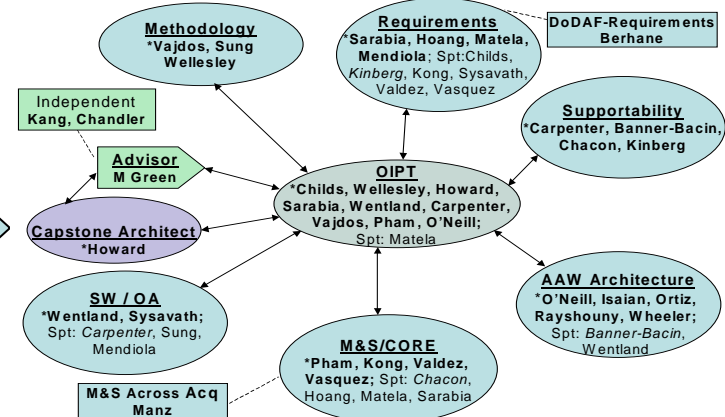 Methodology
*Vajdos, Sung
Wellesley
Requirements
*Sarabia, Hoang, Matela,
Mendiola; Spt:Childs,
Kinberg, Kong, Sysavath,
Valdez, Vasquez
DoDAF-Requirements
Berhane
Independent
Kang, Chandler
Supportability
*Carpenter, Banner-Bacin,
Chacon, Kinberg
Advisor
M Green
OIPT
*Childs, Wellesley, Howard,
Sarabia, Wentland, Carpenter,
Vajdos, Pham, O'Neill;
Spt: Matela
Capstone Architect
*Howard
SW / OA
*Wentland, Sysavath;
Spt: Carpenter, Sung,
Mendiola
AAW Architecture
*O'Neill, Isaian, Ortiz,
Rayshouny, Wheeler;
Spt: Banner-Bacin,
Wentland
M&S/CORE
*Pham, Kong, Valdez,
Vasquez; Spt: Chacon,
Hoang, Matela, Sarabia
M&S Across Acq
Manz